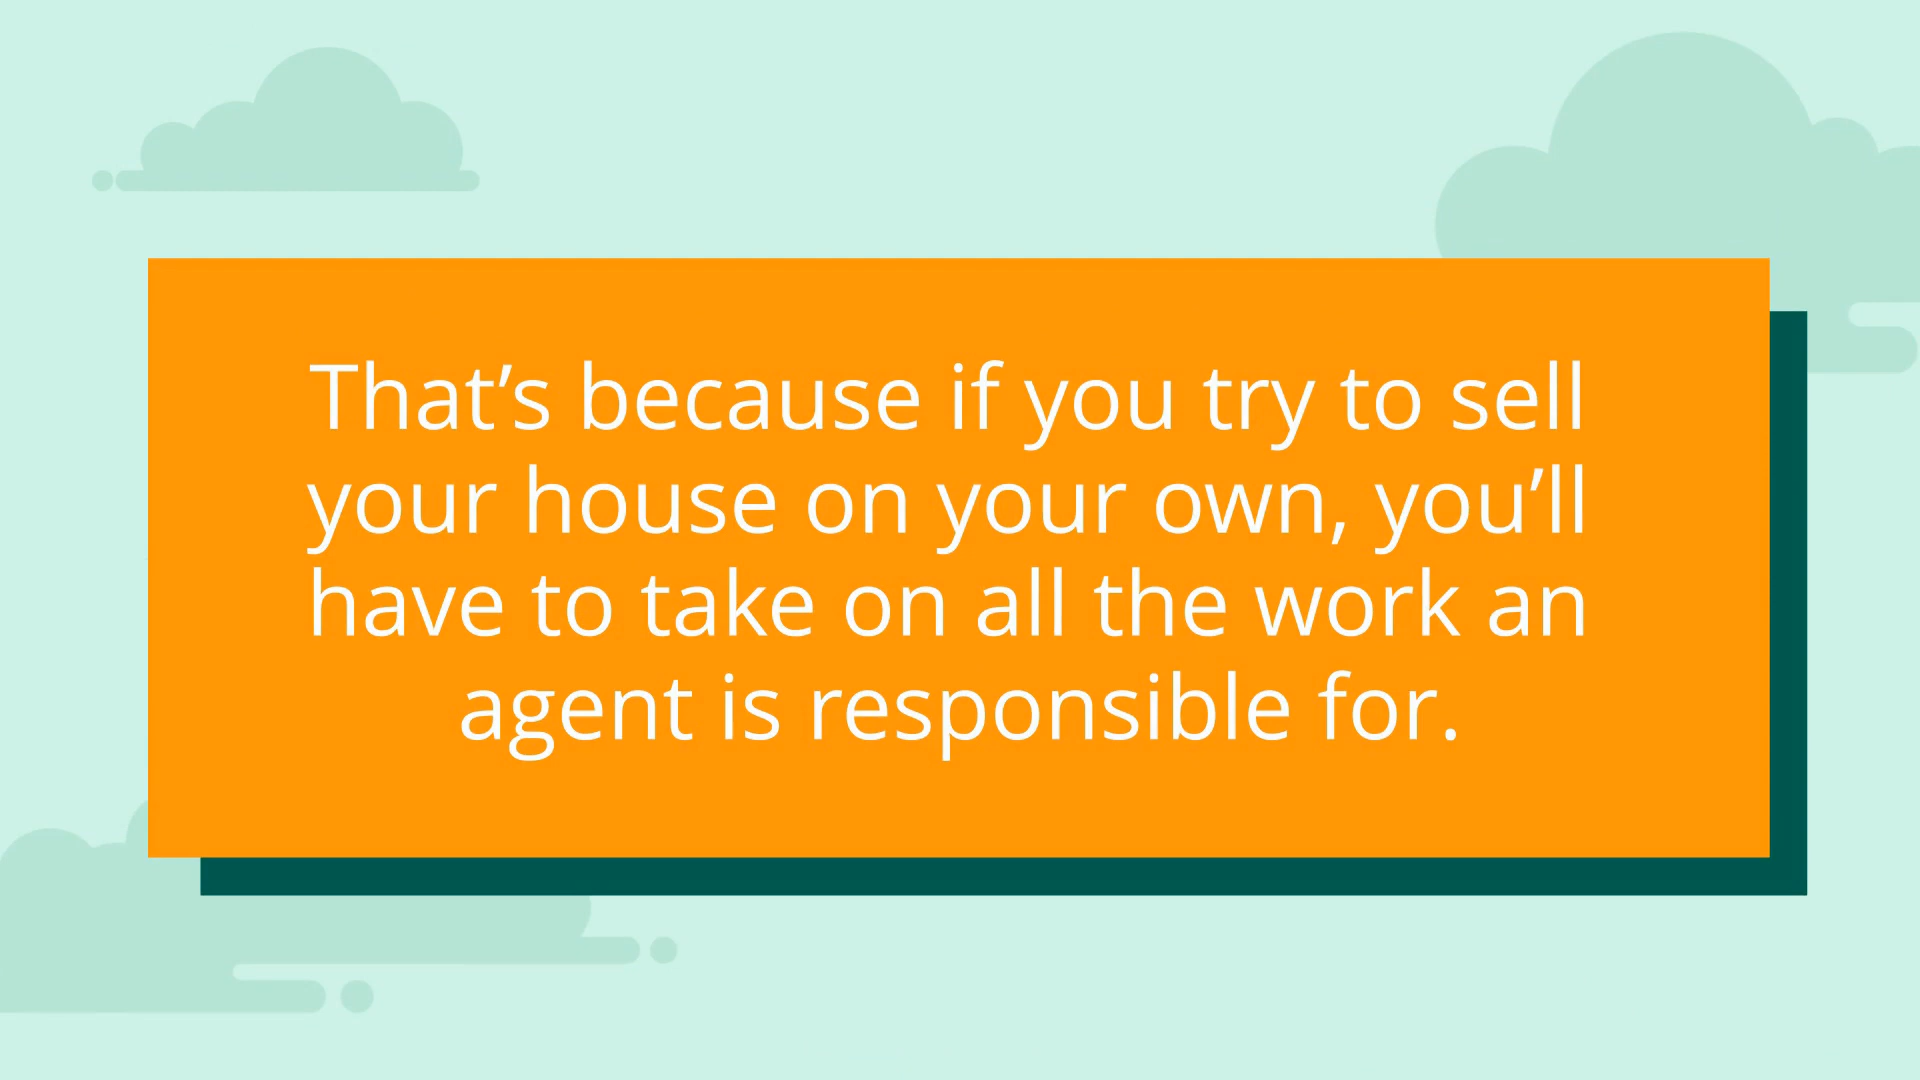 That’s because if you try to sell
your house on your own, you’ll
have to take on all the work an
agent is responsible for.